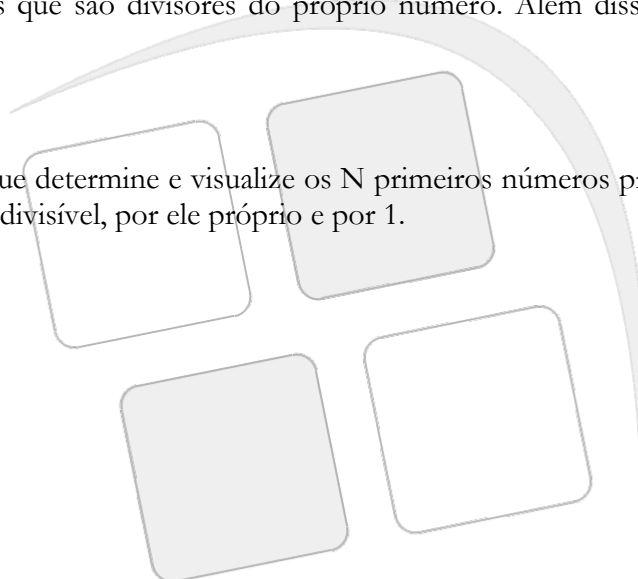 que são divisores do próprio número. Além diss
ue determine e visualize os N primeiros números p
divisível, por ele próprio e por 1.